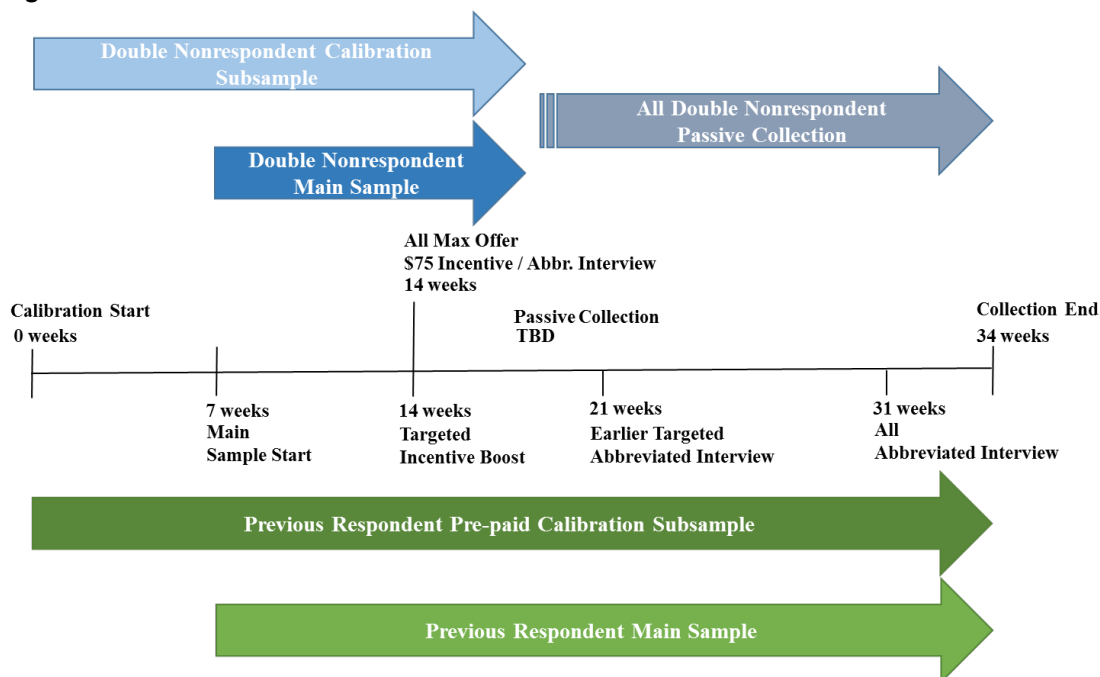 Double Nonrespondent Calibration
Subsample
All Double Nonrespondent
Passive Collection
Double Nonrespondent
Main Sample
All Max Offer
$75 Incentive / Abbr. Interview
14 weeks
Calibration Start
0 weeks
Passive Collection
TBD
Collection End
34 weeks
7 weeks
Main
Sample Start
14 weeks
Targeted
Incentive Boost
21 weeks
Earlier Targeted
Abbreviated Interview
31 weeks
All
Abbreviated Interview
Previous Respondent Pre-paid Calibration Subsample
Previous Respondent Main Sample